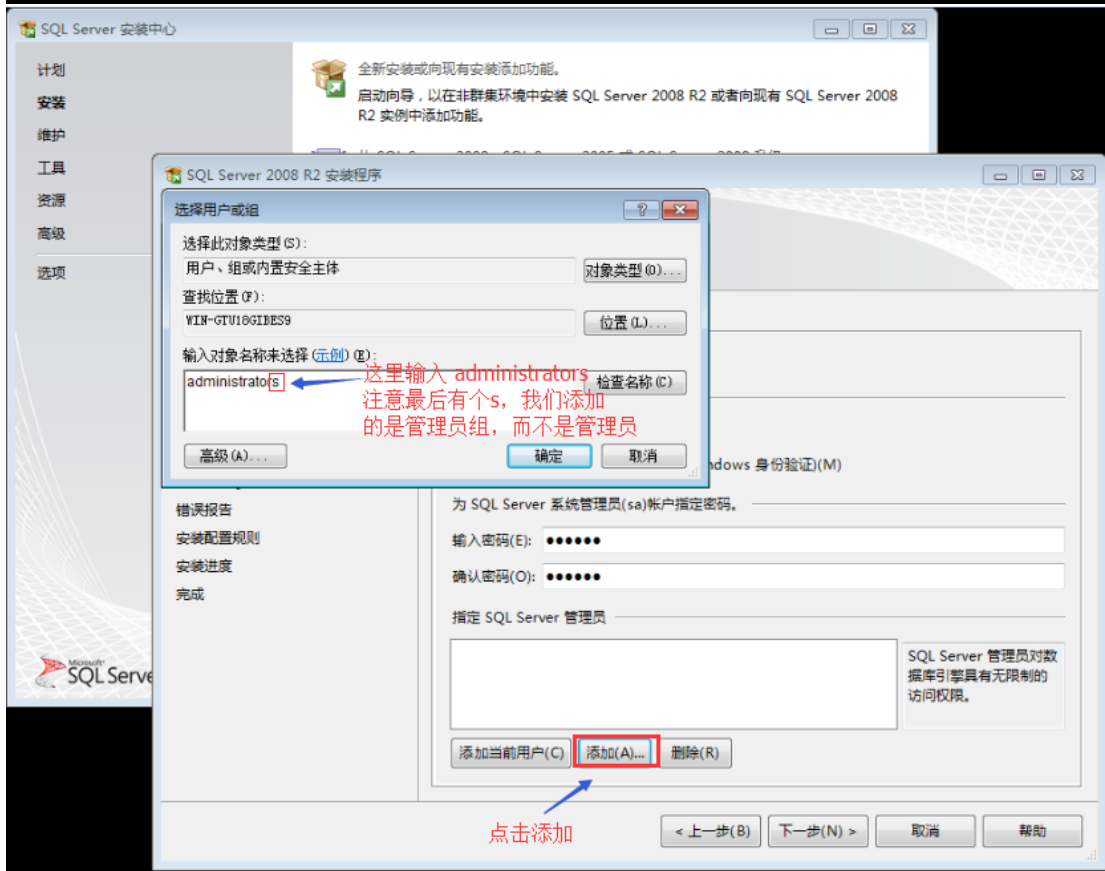 SQL Server 安装中心
计划
安装
维护
工具
资源
高级
选项
全新安装或向现有安装添加功能。
启动向导，以在非群集环境中安装 SQL Server 2008 R2 或者向现有 SQL Server 2008
R2 实例中添加功能。
SQL Server 2008 R2 安装程序
选择用户或组
选择此对象类型(S):
用户、组或内置安全主体
对象类型(O)...
查找位置(F):
WIN-GTU18GIBES9
位置(L)...
输入对象名称来选择(示例)(E):
administrators
检查名称(C)
这里输入 administrators
注意最后有个s，我们添加
的是管理员组，而不是管理员
高级(A)...
确定
取消
ndows 身份验证)(M)
错误报告
安装配置规则
安装进度
完成
为 SQL Server 系统管理员(sa)帐户指定密码。
输入密码(E): ●●●●●●
确认密码(O): ●●●●●●
指定 SQL Server 管理员
SQL Server 管理员对数
据库引擎具有无限制的
访问权限。
添加当前用户(C)
添加(A)...
删除(R)
点击添加
< 上一步(B)
下一步(N) >
取消
帮助
Microsoft®
SQL Serve